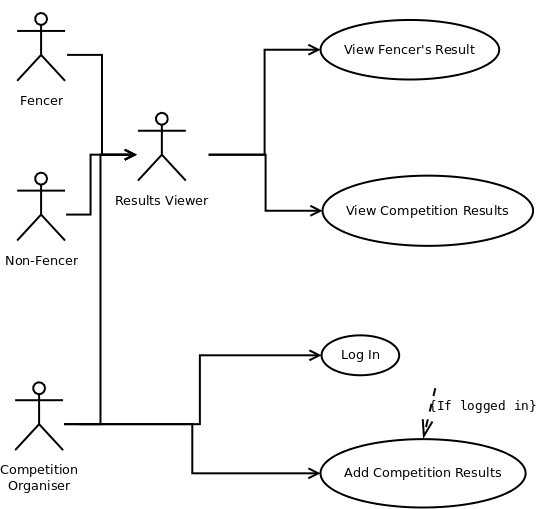 View Fencer's Result
Fencer
Results Viewer
View Competition Results
Non-Fencer
Log In
{If logged in}
Competition
Organiser
Add Competition Results